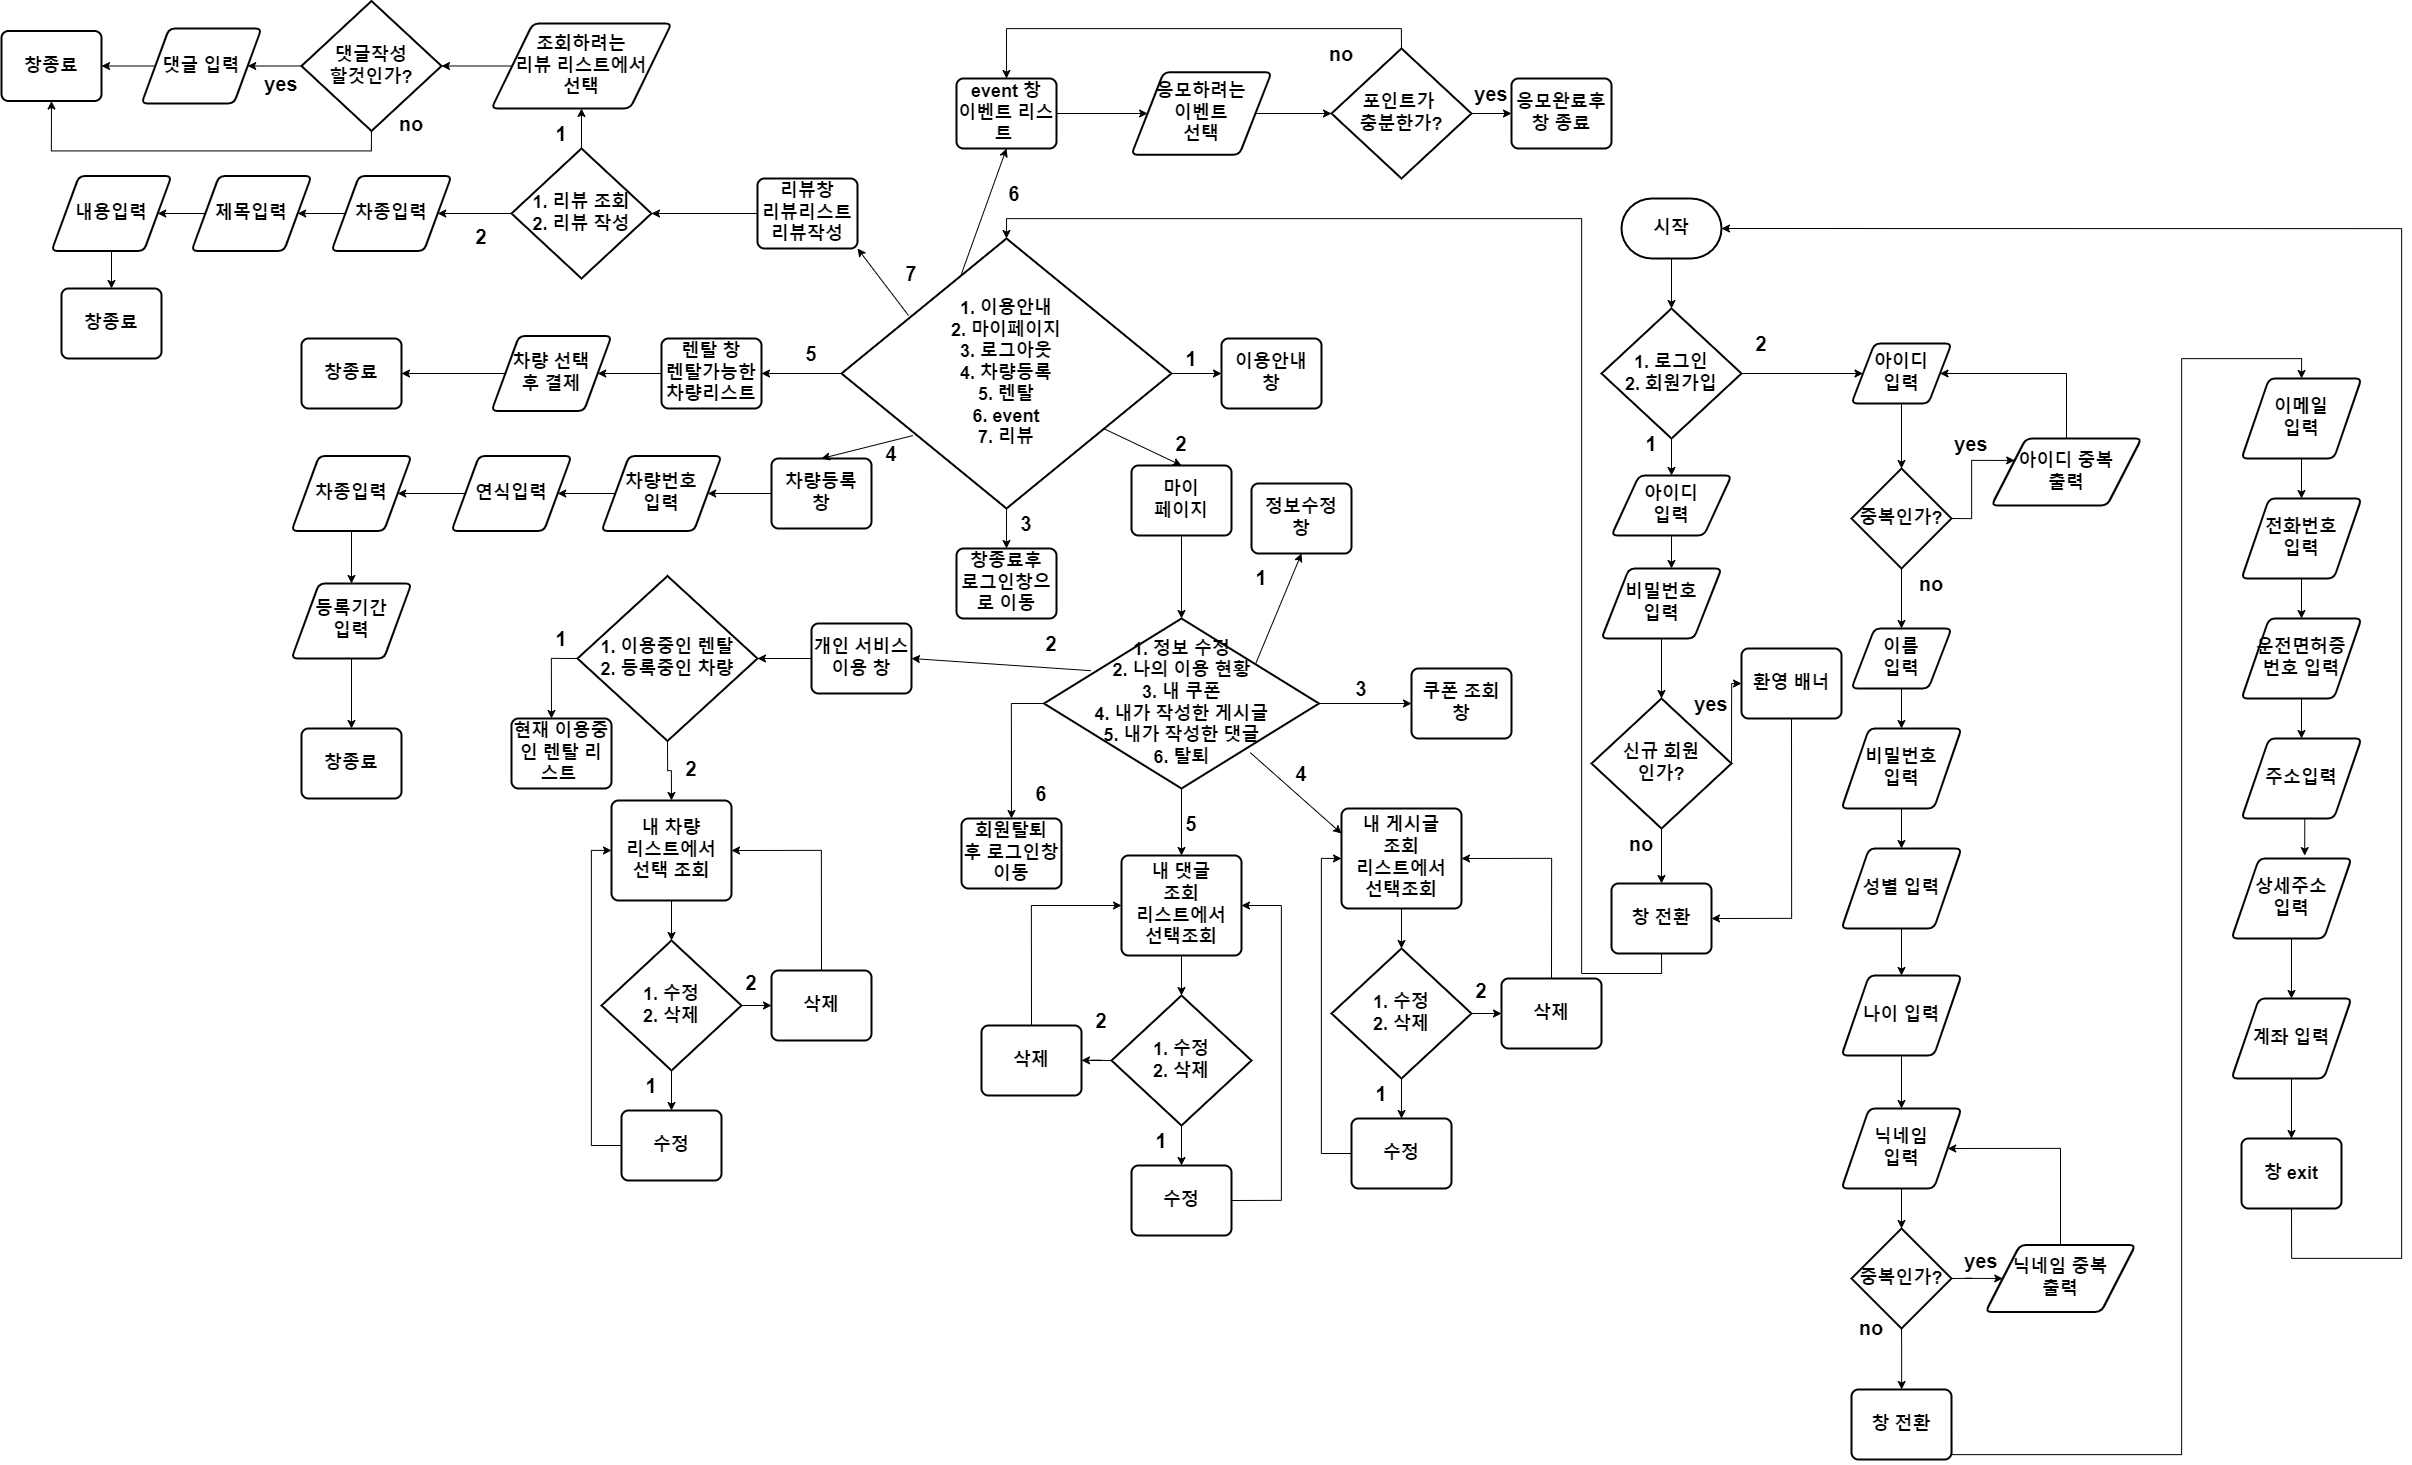 창종료
댓글 입력
yes
댓글작성
할것인가?
no
조회하려는
리뷰 리스트에서
선택
1
내용입력
제목입력
차종입력
2
1. 리뷰 조회
2. 리뷰 작성
리뷰창
리뷰리스트
리뷰작성
7
창종료
event 창
이벤트 리스
트
응모하려는
이벤트
선택
no
포인트가
충분한가?
yes
응모완료후
창 종료
6
1. 이용안내
2. 마이페이지
3. 로그아웃
4. 차량등록
5. 렌탈
6. event
7. 리뷰
1
이용안내
창
5
렌탈 창
렌탈가능한
차량리스트
차량 선택
후 결제
창종료
4
차량등록
창
차량번호
입력
연식입력
차종입력
등록기간
입력
창종료
3
창종료후
로그인창으
로 이동
2
마이
페이지
정보수정
창
1
1. 정보 수정
2. 나의 이용 현황
3. 내 쿠폰
4. 내가 작성한 게시글
5. 내가 작성한 댓글
6. 탈퇴
2
개인 서비스
이용 창
1. 이용중인 렌탈
2. 등록중인 차량
1
현재 이용중
인 렌탈 리
스트
2
내 차량
리스트에서
선택 조회
1. 수정
2. 삭제
2
삭제
1
수정
3
쿠폰 조회
창
6
회원탈퇴
후 로그인창
이동
5
내 댓글
조회
리스트에서
선택조회
1. 수정
2. 삭제
2
삭제
1
수정
4
내 게시글
조회
리스트에서
선택조회
1. 수정
2. 삭제
2
삭제
1
수정
시작
1. 로그인
2. 회원가입
1
아이디
입력
비밀번호
입력
신규 회원
인가?
yes
환영 배너
no
창 전환
2
아이디
입력
중복인가?
yes
아이디 중복
출력
no
이름
입력
비밀번호
입력
성별 입력
나이 입력
닉네임
입력
중복인가?
yes
닉네임 중복
출력
no
창 전환
이메일
입력
전화번호
입력
운전면허증
번호 입력
주소입력
상세주소
입력
계좌 입력
창 exit